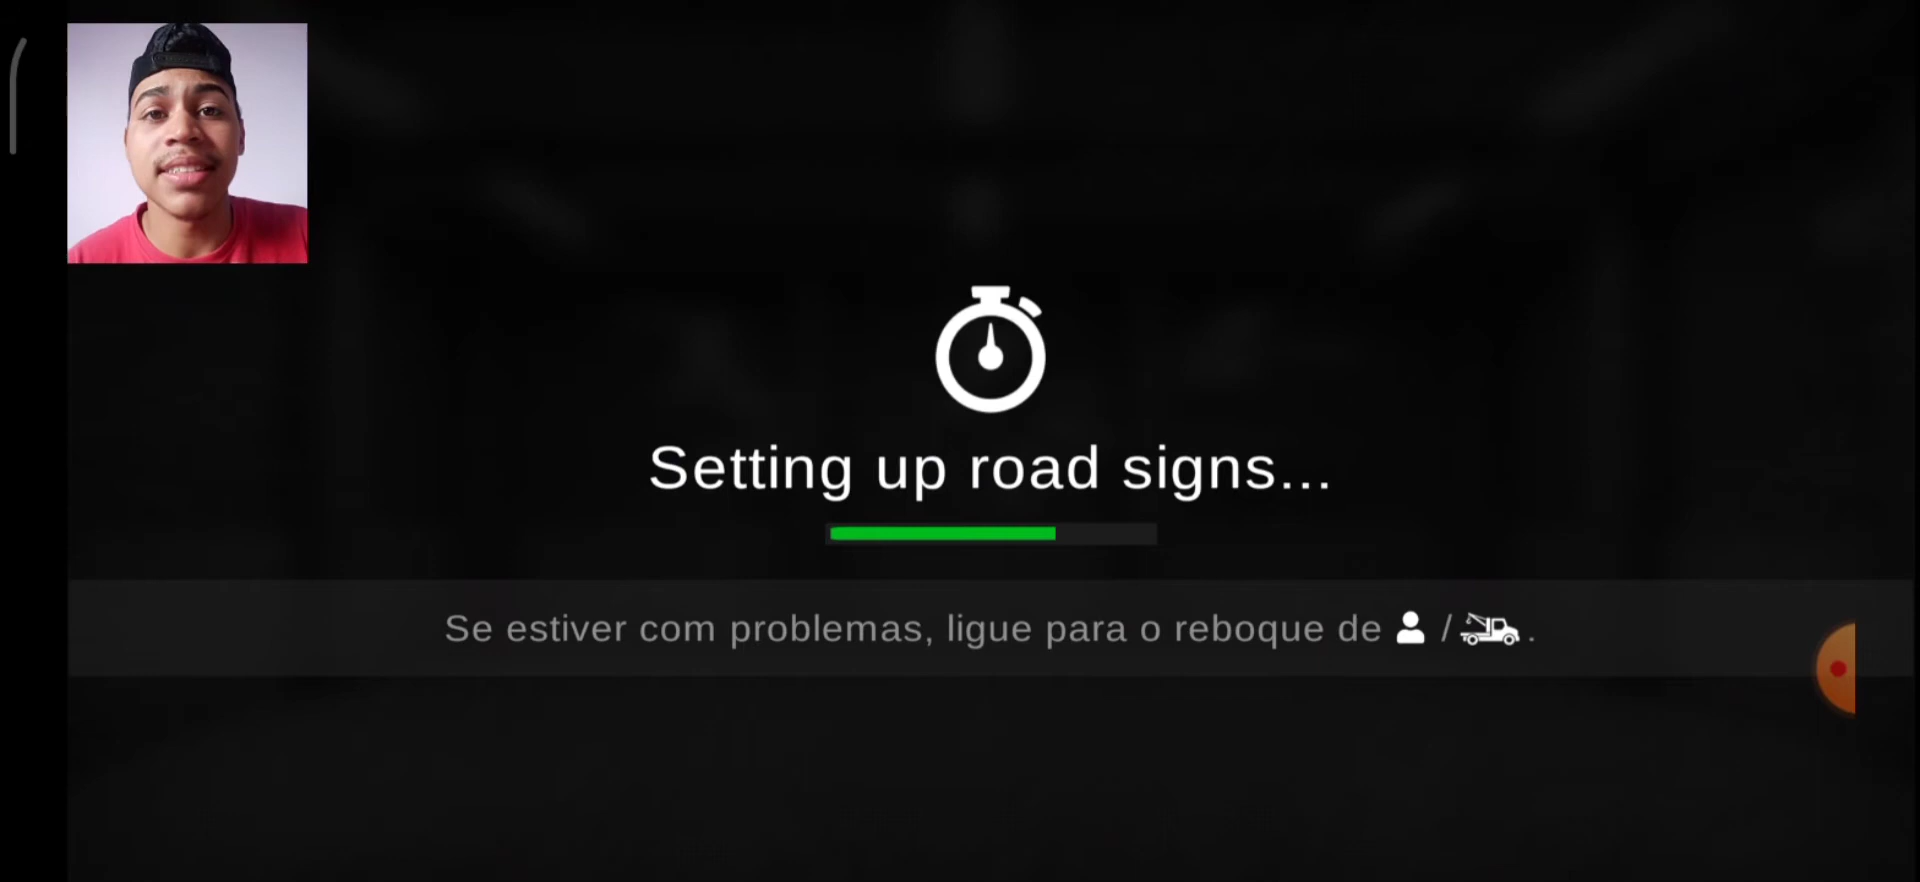 Setting up road signs...
Se estiver com problemas, ligue para o reboque de / .